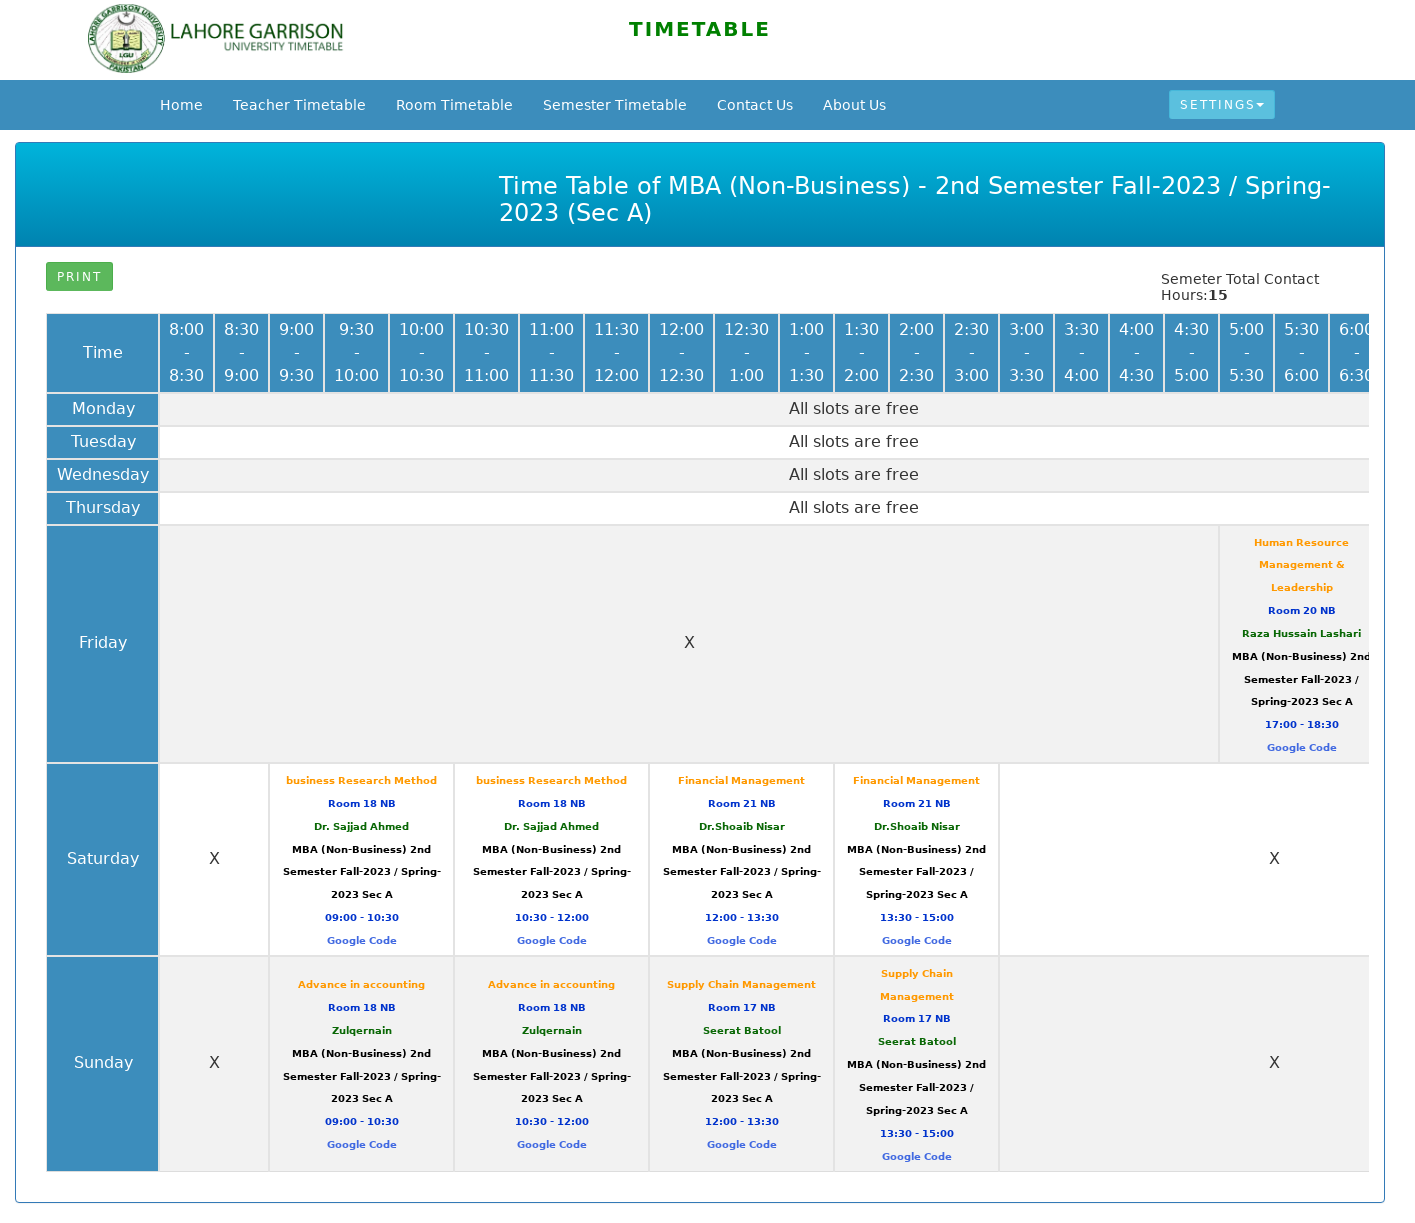 LAHORE GARRISON
UNIVERSITY TIMETABLE
TIMETABLE
Home Teacher Timetable Room Timetable Semester Timetable Contact Us About Us SETTINGS
Time Table of MBA (Non-Business) - 2nd Semester Fall-2023 / Spring-
2023 (Sec A)
PRINT
Semeter Total Contact
Hours:15
Time
8:00 - 8:30
8:30 - 9:00
9:00 - 9:30
9:30 - 10:00
10:00 - 10:30
10:30 - 11:00
11:00 - 11:30
11:30 - 12:00
12:00 - 12:30
12:30 - 1:00
1:00 - 1:30
1:30 - 2:00
2:00 - 2:30
2:30 - 3:00
3:00 - 3:30
3:30 - 4:00
4:00 - 4:30
4:30 - 5:00
5:00 - 5:30
5:30 - 6:00
6:00 - 6:30
Monday All slots are free
Tuesday All slots are free
Wednesday All slots are free
Thursday All slots are free
Friday
X
Human Resource
Management &
Leadership
Room 20 NB
Raza Hussain Lashari
MBA (Non-Business) 2nd
Semester Fall-2023 /
Spring-2023 Sec A
17:00 - 18:30
Google Code
Saturday
X
business Research Method
Room 18 NB
Dr. Sajjad Ahmed
MBA (Non-Business) 2nd
Semester Fall-2023 / Spring-
2023 Sec A
09:00 - 10:30
Google Code
business Research Method
Room 18 NB
Dr. Sajjad Ahmed
MBA (Non-Business) 2nd
Semester Fall-2023 / Spring-
2023 Sec A
10:30 - 12:00
Google Code
Financial Management
Room 21 NB
Dr.Shoaib Nisar
MBA (Non-Business) 2nd
Semester Fall-2023 / Spring-
2023 Sec A
12:00 - 13:30
Google Code
Financial Management
Room 21 NB
Dr.Shoaib Nisar
MBA (Non-Business) 2nd
Semester Fall-2023 /
Spring-2023 Sec A
13:30 - 15:00
Google Code
X
Sunday
X
Advance in accounting
Room 18 NB
Zulqernain
MBA (Non-Business) 2nd
Semester Fall-2023 / Spring-
2023 Sec A
09:00 - 10:30
Google Code
Advance in accounting
Room 18 NB
Zulqernain
MBA (Non-Business) 2nd
Semester Fall-2023 / Spring-
2023 Sec A
10:30 - 12:00
Google Code
Supply Chain Management
Room 17 NB
Seerat Batool
MBA (Non-Business) 2nd
Semester Fall-2023 / Spring-
2023 Sec A
12:00 - 13:30
Google Code
Supply Chain
Management
Room 17 NB
Seerat Batool
MBA (Non-Business) 2nd
Semester Fall-2023 /
Spring-2023 Sec A
13:30 - 15:00
Google Code
X